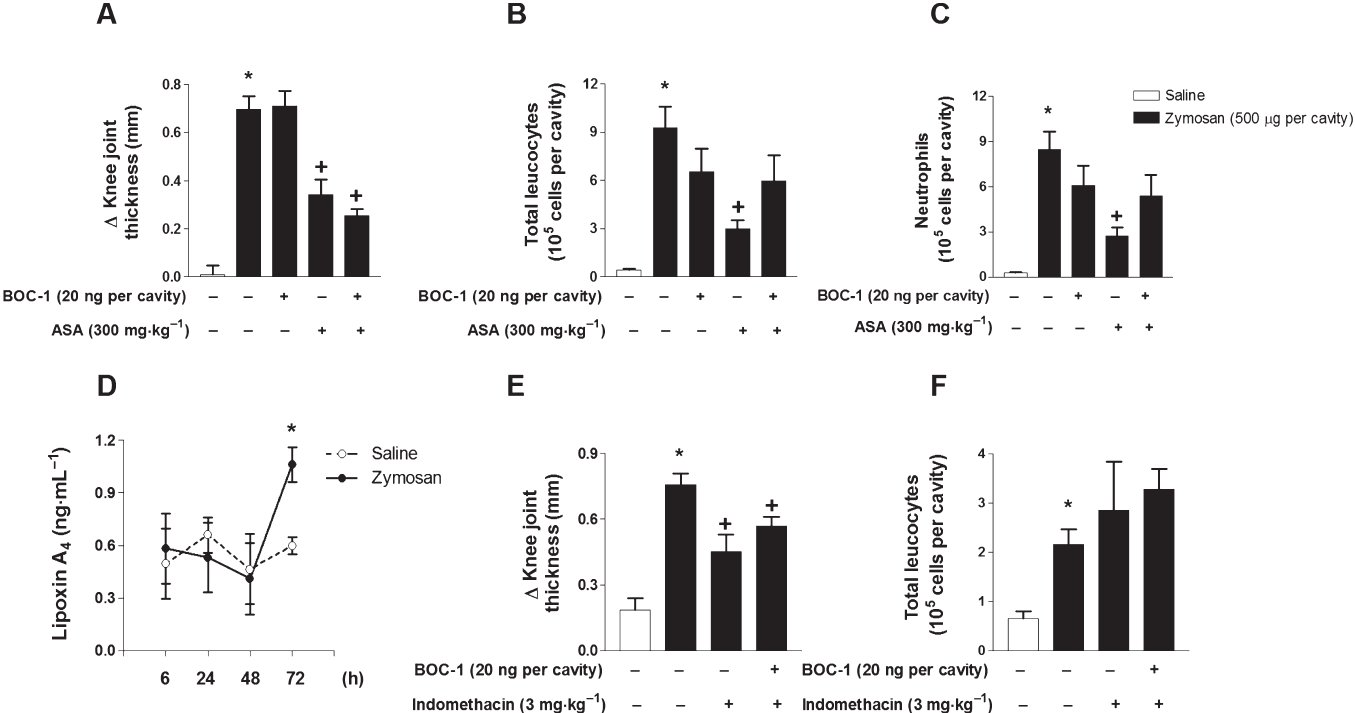 A
Δ Knee joint
thickness (mm)
0.8
0.6
0.4
0.2
0.0
*
+
+
BOC-1 (20 ng per cavity) – – + – +
ASA (300 mg·kg⁻¹) – – – + +
B
Total leucocytes
(10⁵ cells per cavity)
12
9
6
3
0
*
+
BOC-1 (20 ng per cavity) – – + – +
ASA (300 mg·kg⁻¹) – – – + +
C
Neutrophils
(10⁵ cells per cavity)
12
9
6
3
0
*
+
Saline
Zymosan (500 μg per cavity)
BOC-1 (20 ng per cavity) – – + – +
ASA (300 mg·kg⁻¹) – – – + +
D
Lipoxin A₄ (ng·mL⁻¹)
1.2
0.9
0.6
0.3
0.0
*
Saline
Zymosan
6 24 48 72 (h)
E
Δ Knee joint
thickness (mm)
0.9
0.6
0.3
0.0
*
+
+
BOC-1 (20 ng per cavity) – – – +
Indomethacin (3 mg·kg⁻¹) – – + +
F
Total leucocytes
(10⁵ cells per cavity)
4
3
2
1
0
*
BOC-1 (20 ng per cavity) – – – +
Indomethacin (3 mg·kg⁻¹) – – + +